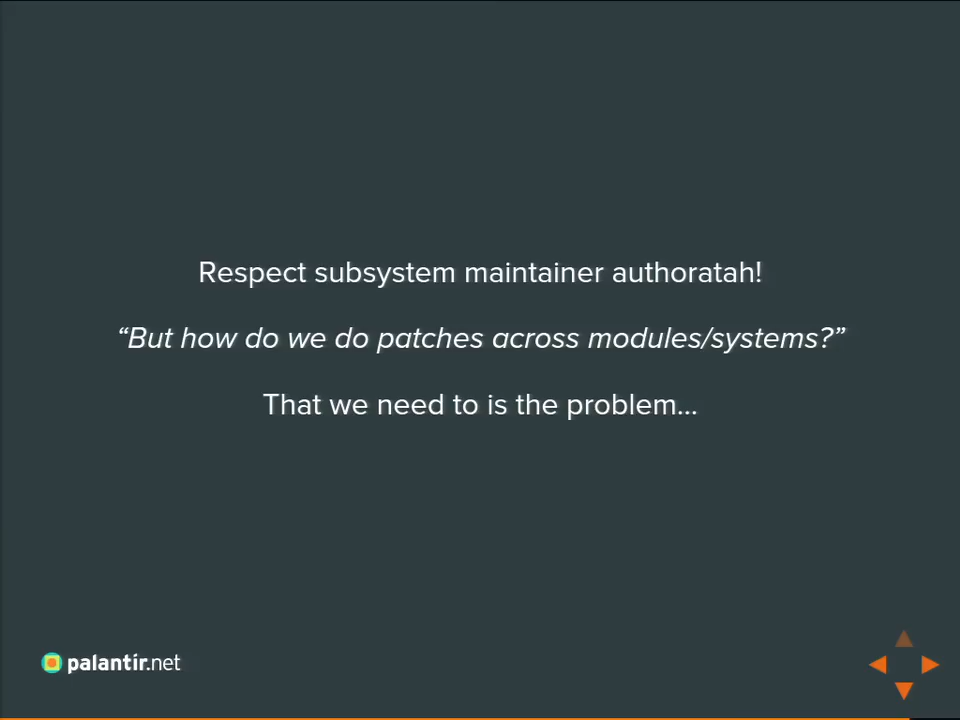 Respect subsystem maintainer authoratah!
“But how do we do patches across modules/systems?”
That we need to is the problem...
palantir.net